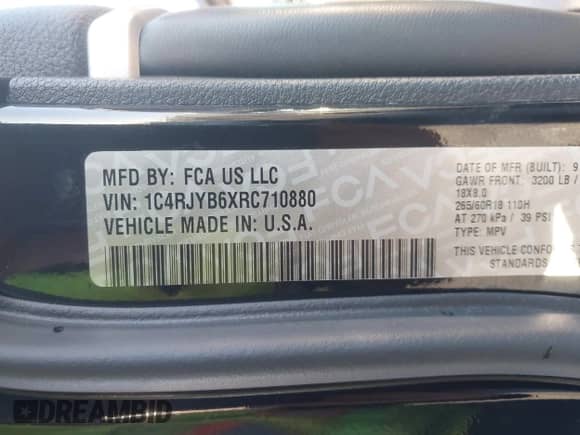 MFD BY: FCA US LLC
VIN: 1C4RJYB6XRC710880
VEHICLE MADE IN: U.S.A.
DATE OF MFR (BUILT): 9
GAWR FRONT: 3200 LB /
18X8.0
265/60R18 110H
AT 270 kPa / 39 PSI
TYPE: MPV
THIS VEHICLE CONFO
STANDARDS
DREAMBID